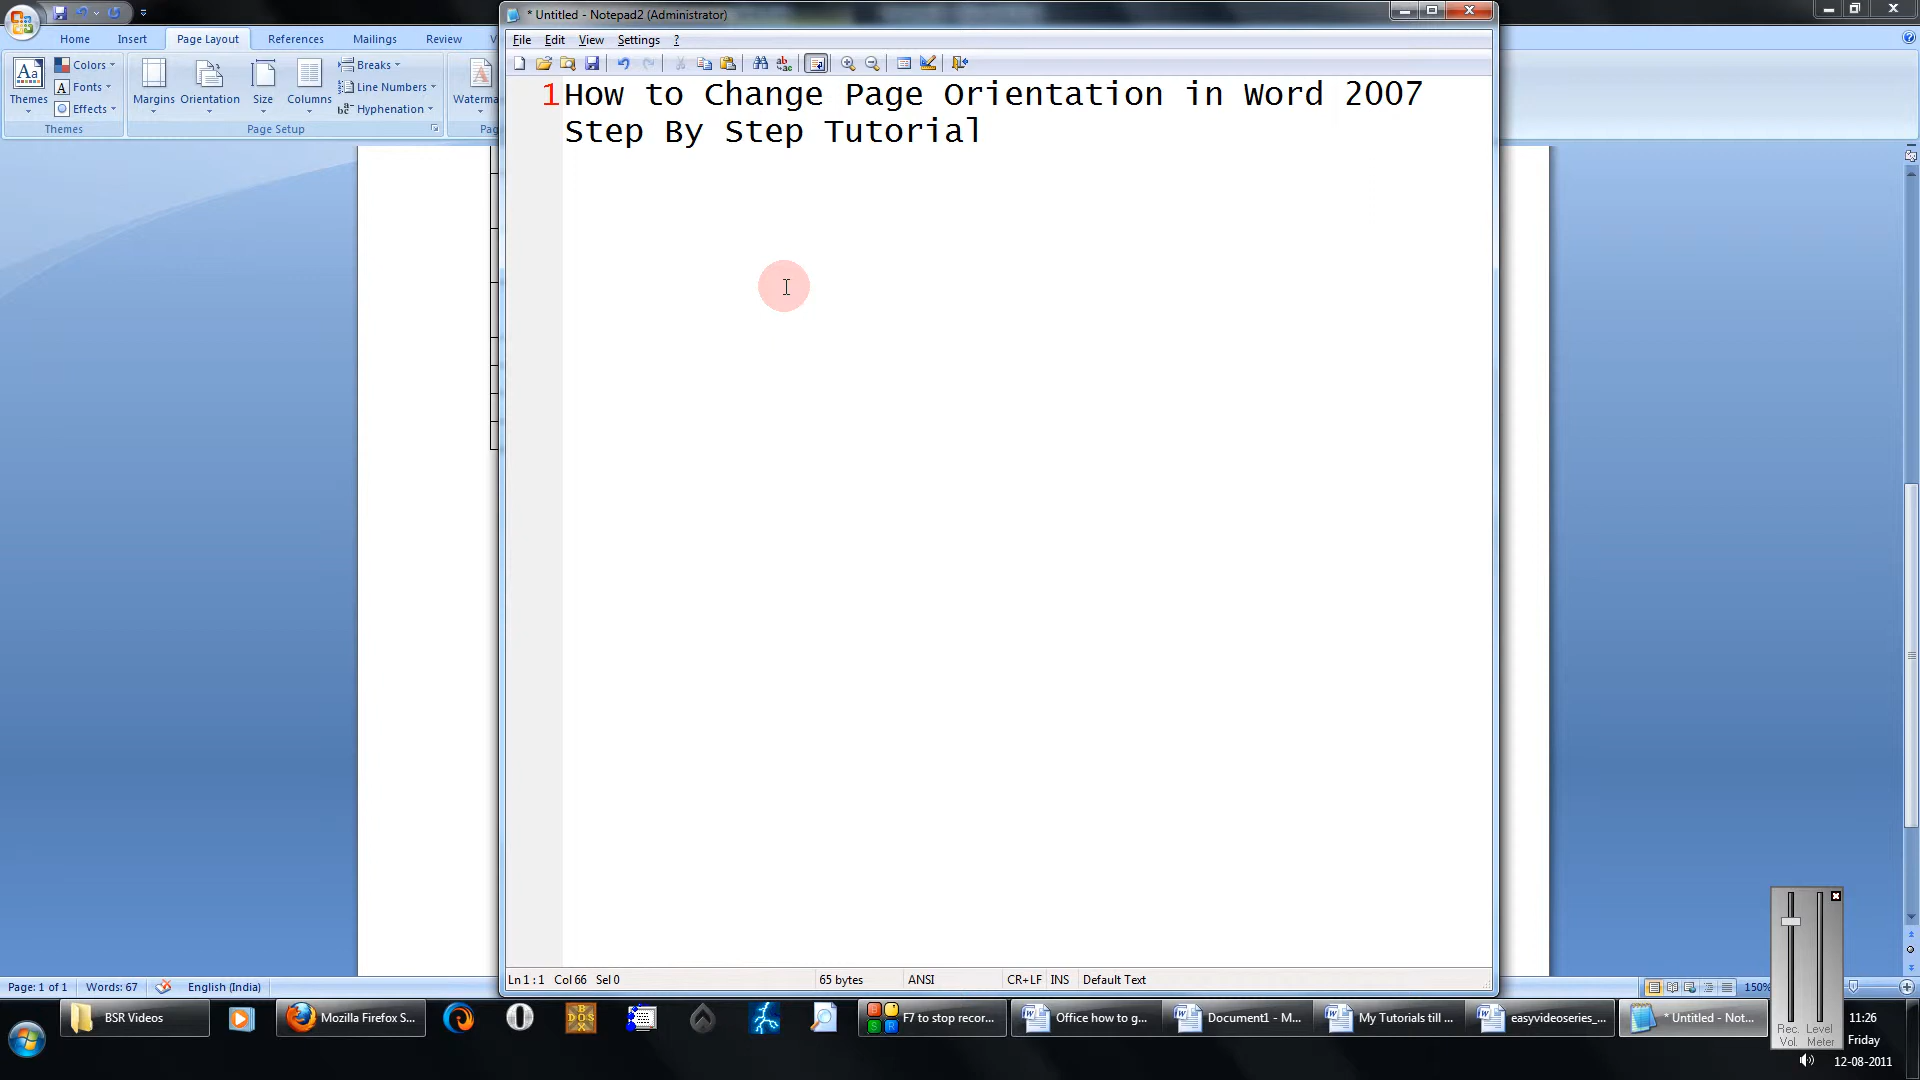 * Untitled - Notepad2 (Administrator)
Home Insert Page Layout References Mailings Review
File Edit View Settings ?
Themes Colors Fonts Effects
Margins Orientation Size Columns Breaks Line Numbers Hyphenation
Themes Page Setup
1 How to Change Page Orientation in Word 2007
Step By Step Tutorial
Ln 1 : 1 Col 66 Sel 0 65 bytes ANSI CR+LF INS Default Text
Page: 1 of 1 Words: 67 English (India) 150%
BSR Videos Mozilla Firefox S... F7 to stop recor... Office how to g... Document1 - M... My Tutorials till ... easyvideoseries_... * Untitled - Not...
Rec. Level
Vol. Meter
11:26
Friday
12-08-2011